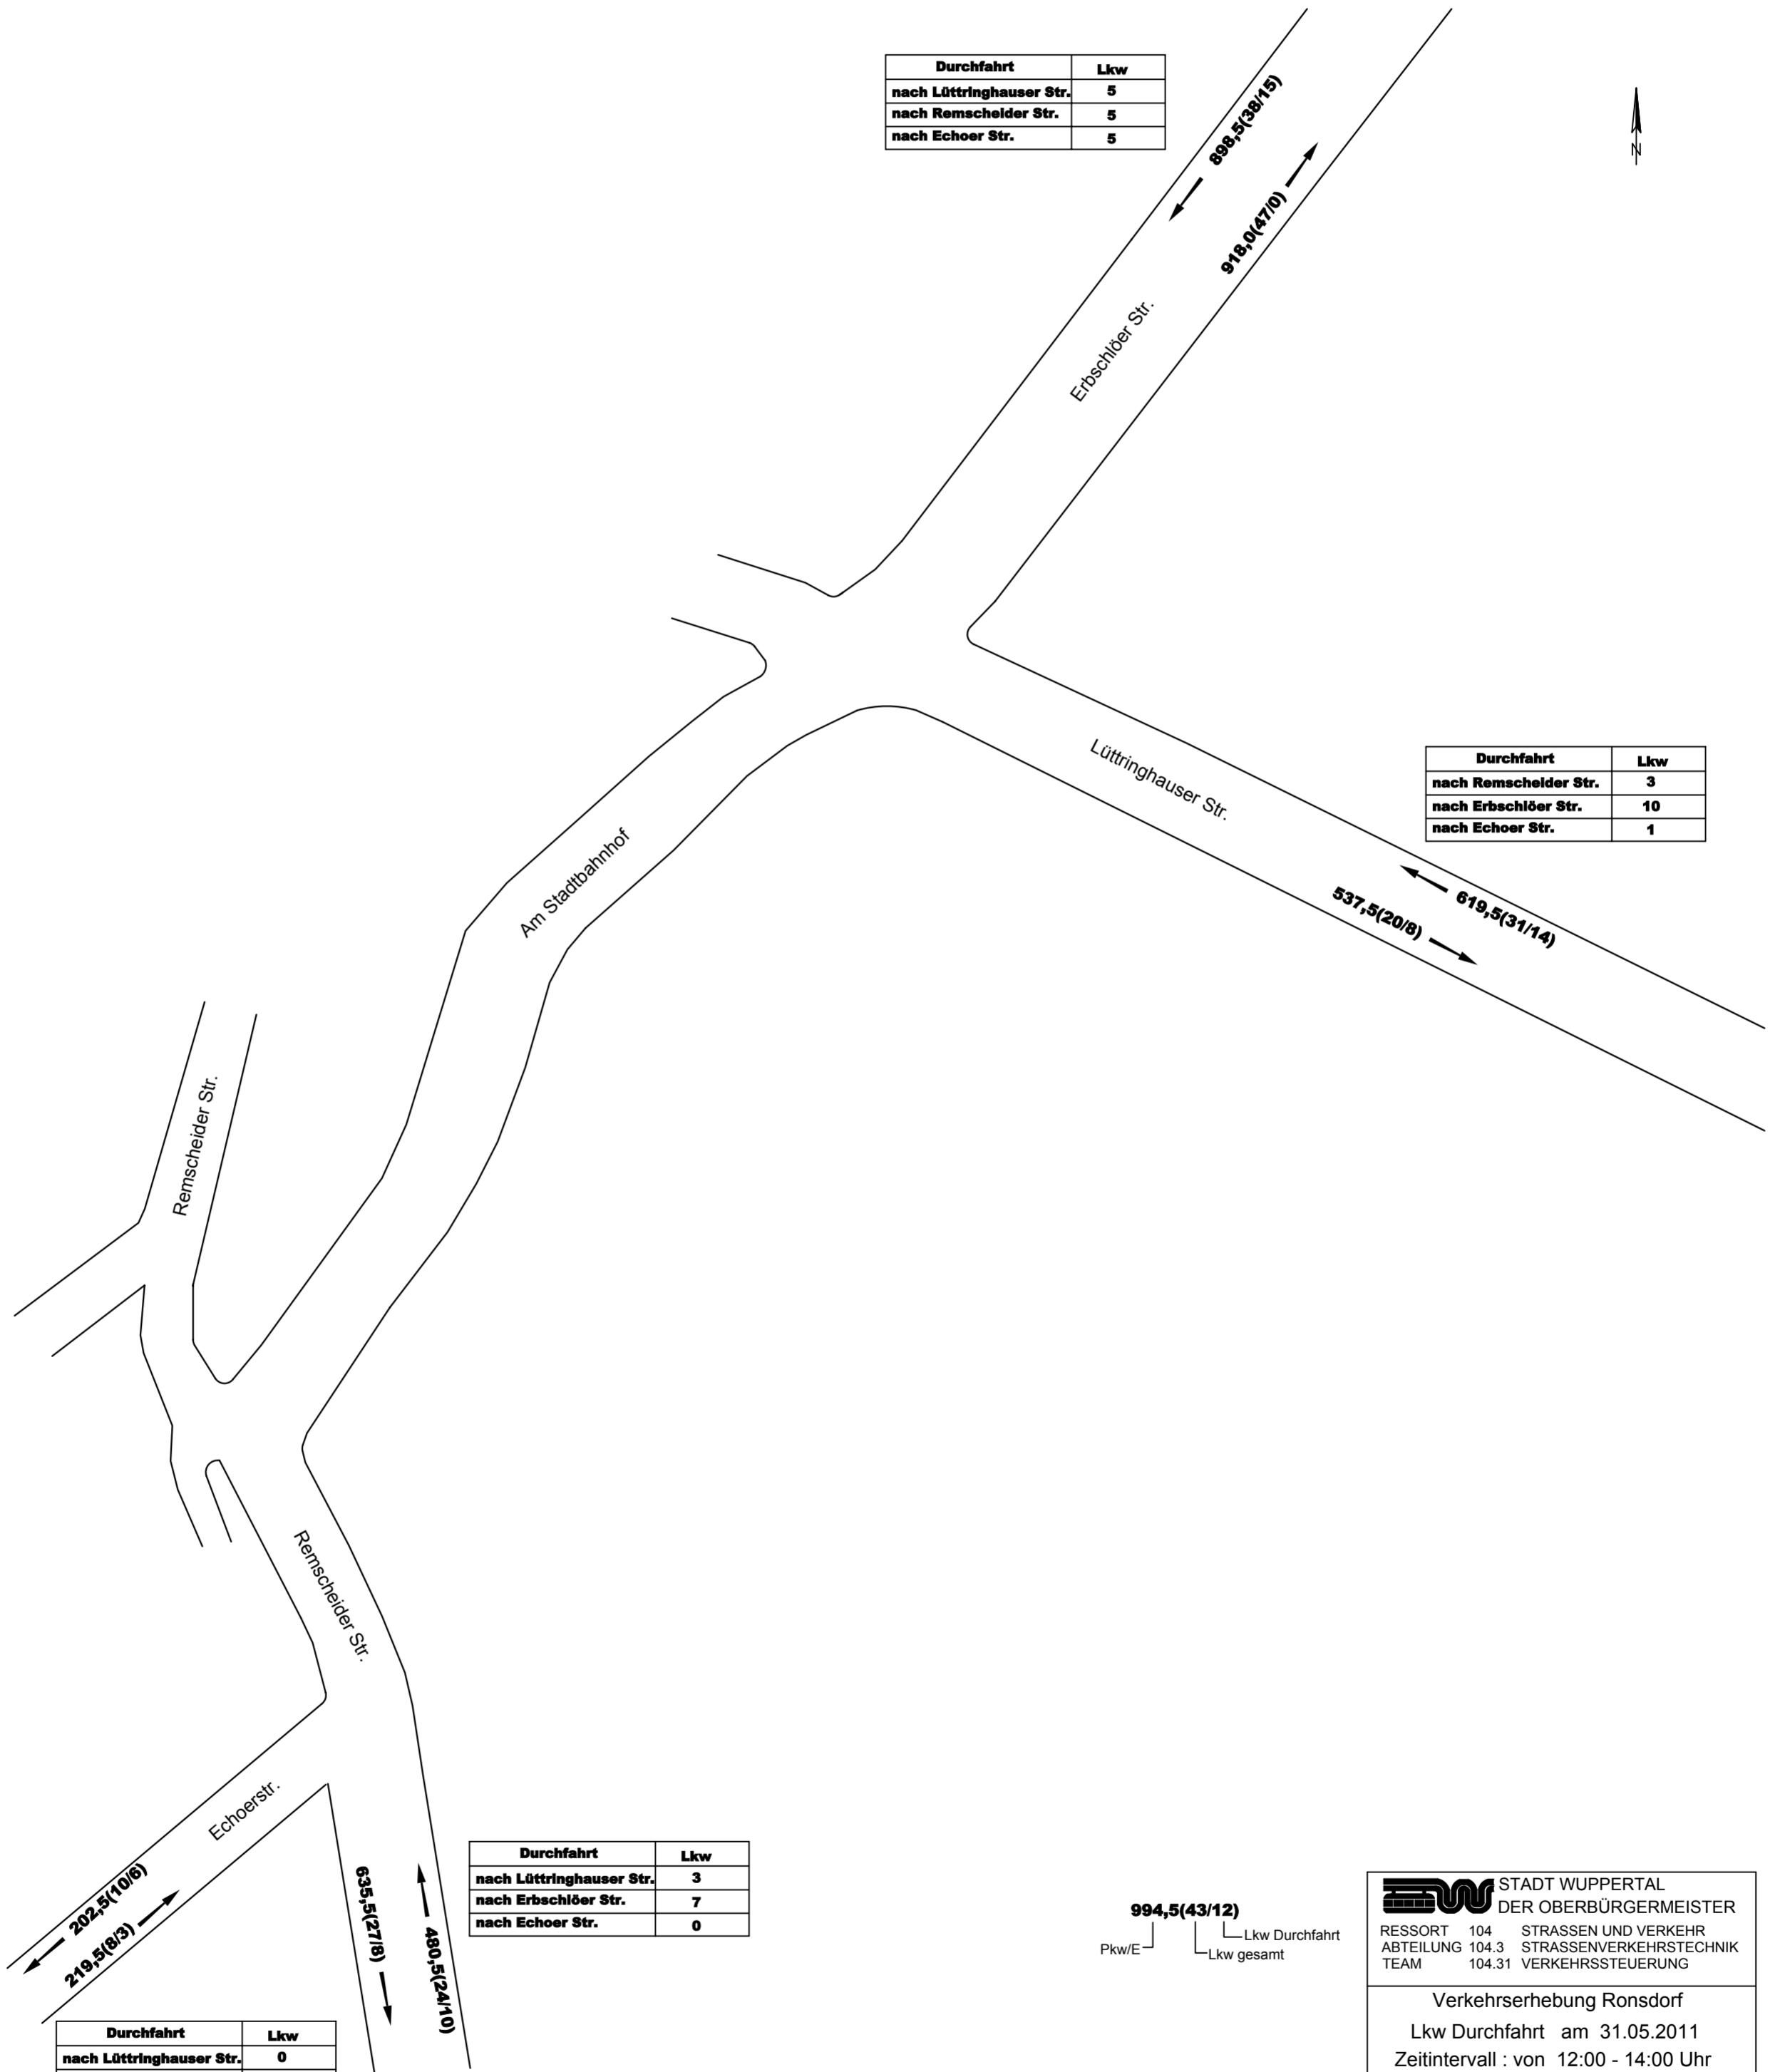 Durchfahrt Lkw
nach Lüttringhauser Str. 5
nach Remscheider Str. 5
nach Echoer Str. 5
N
898,5(38/15)
918,0(47/0)
Erbschlöer Str.
Lüttringhauser Str.
Durchfahrt Lkw
nach Remscheider Str. 3
nach Erbschlöer Str. 10
nach Echoer Str. 1
619,5(31/14)
537,5(20/8)
Am Stadtbahnhof
Remscheider Str.
Remscheider Str.
Echoerstr.
202,5(10/6)
219,5(8/3)
635,5(27/8)
480,5(24/10)
Durchfahrt Lkw
nach Lüttringhauser Str. 3
nach Erbschlöer Str. 7
nach Echoer Str. 0
Durchfahrt Lkw
nach Lüttringhauser Str. 0
994,5(43/12)
Lkw Durchfahrt
Pkw/E
Lkw gesamt
STADT WUPPERTAL
DER OBERBÜRGERMEISTER
RESSORT 104 STRASSEN UND VERKEHR
ABTEILUNG 104.3 STRASSENVERKEHRSTECHNIK
TEAM 104.31 VERKEHRSSTEUERUNG
Verkehrserhebung Ronsdorf
Lkw Durchfahrt am 31.05.2011
Zeitintervall : von 12:00 - 14:00 Uhr